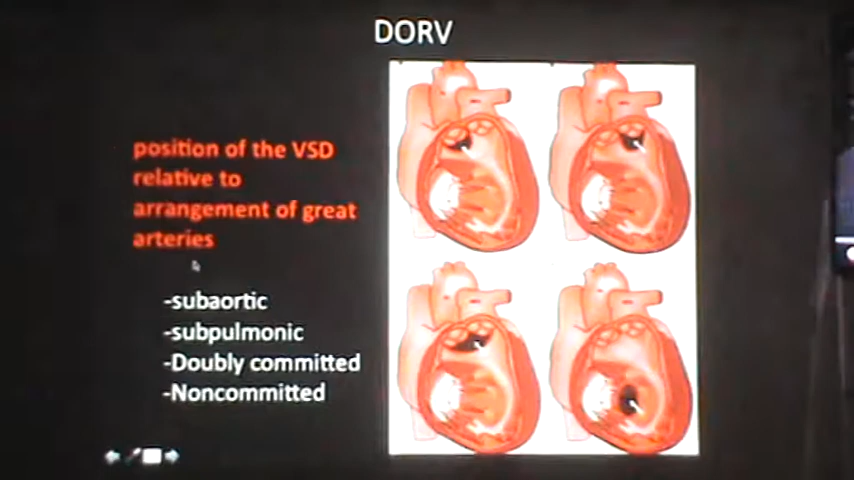 DORV
position of the VSD
relative to
arrangement of great
arteries
-subaortic
-subpulmonic
-Doubly committed
-Noncommitted